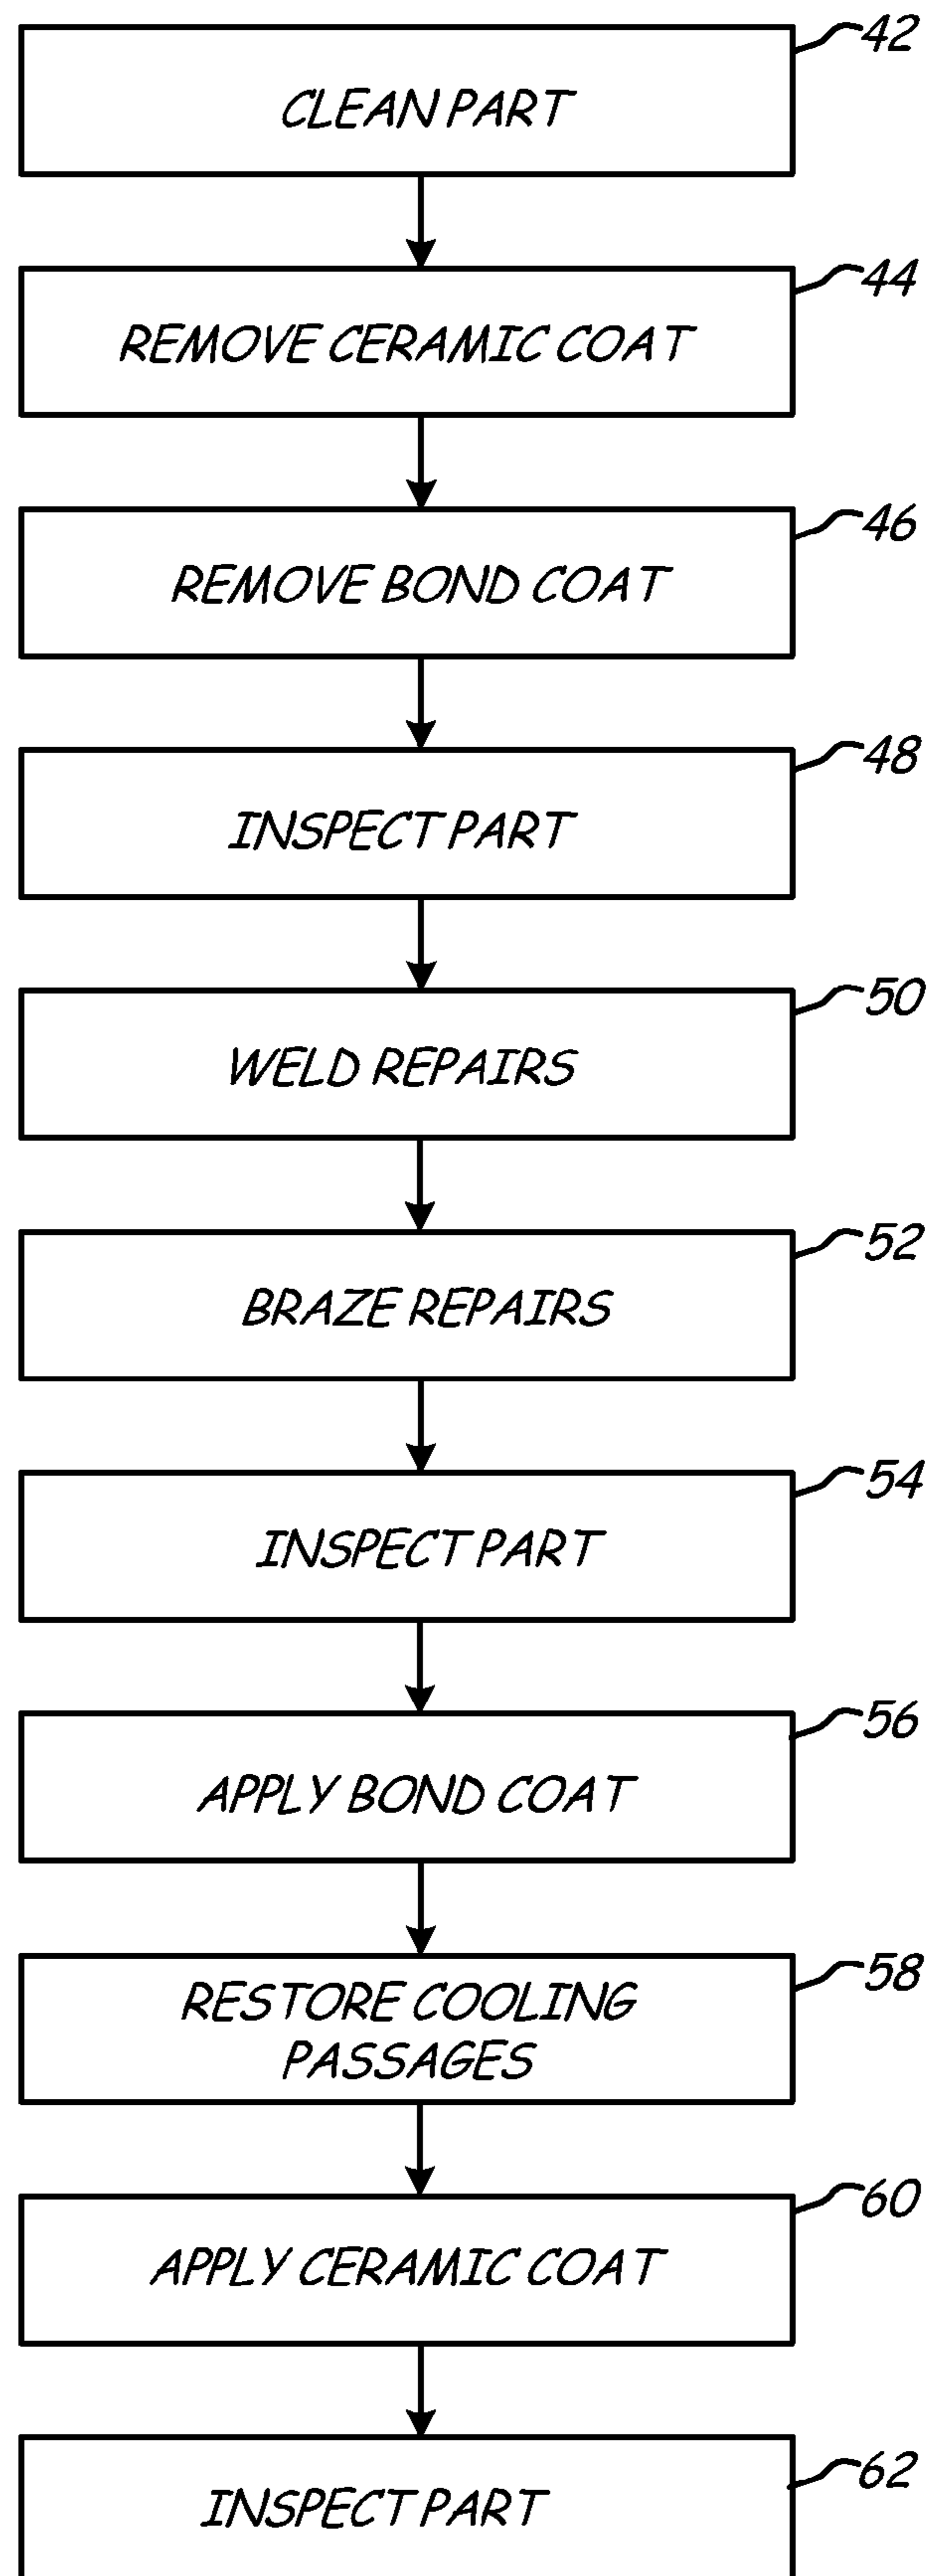 42
CLEAN PART
44
REMOVE CERAMIC COAT
46
REMOVE BOND COAT
48
INSPECT PART
50
WELD REPAIRS
52
BRAZE REPAIRS
54
INSPECT PART
56
APPLY BOND COAT
58
RESTORE COOLING
PASSAGES
60
APPLY CERAMIC COAT
62
INSPECT PART